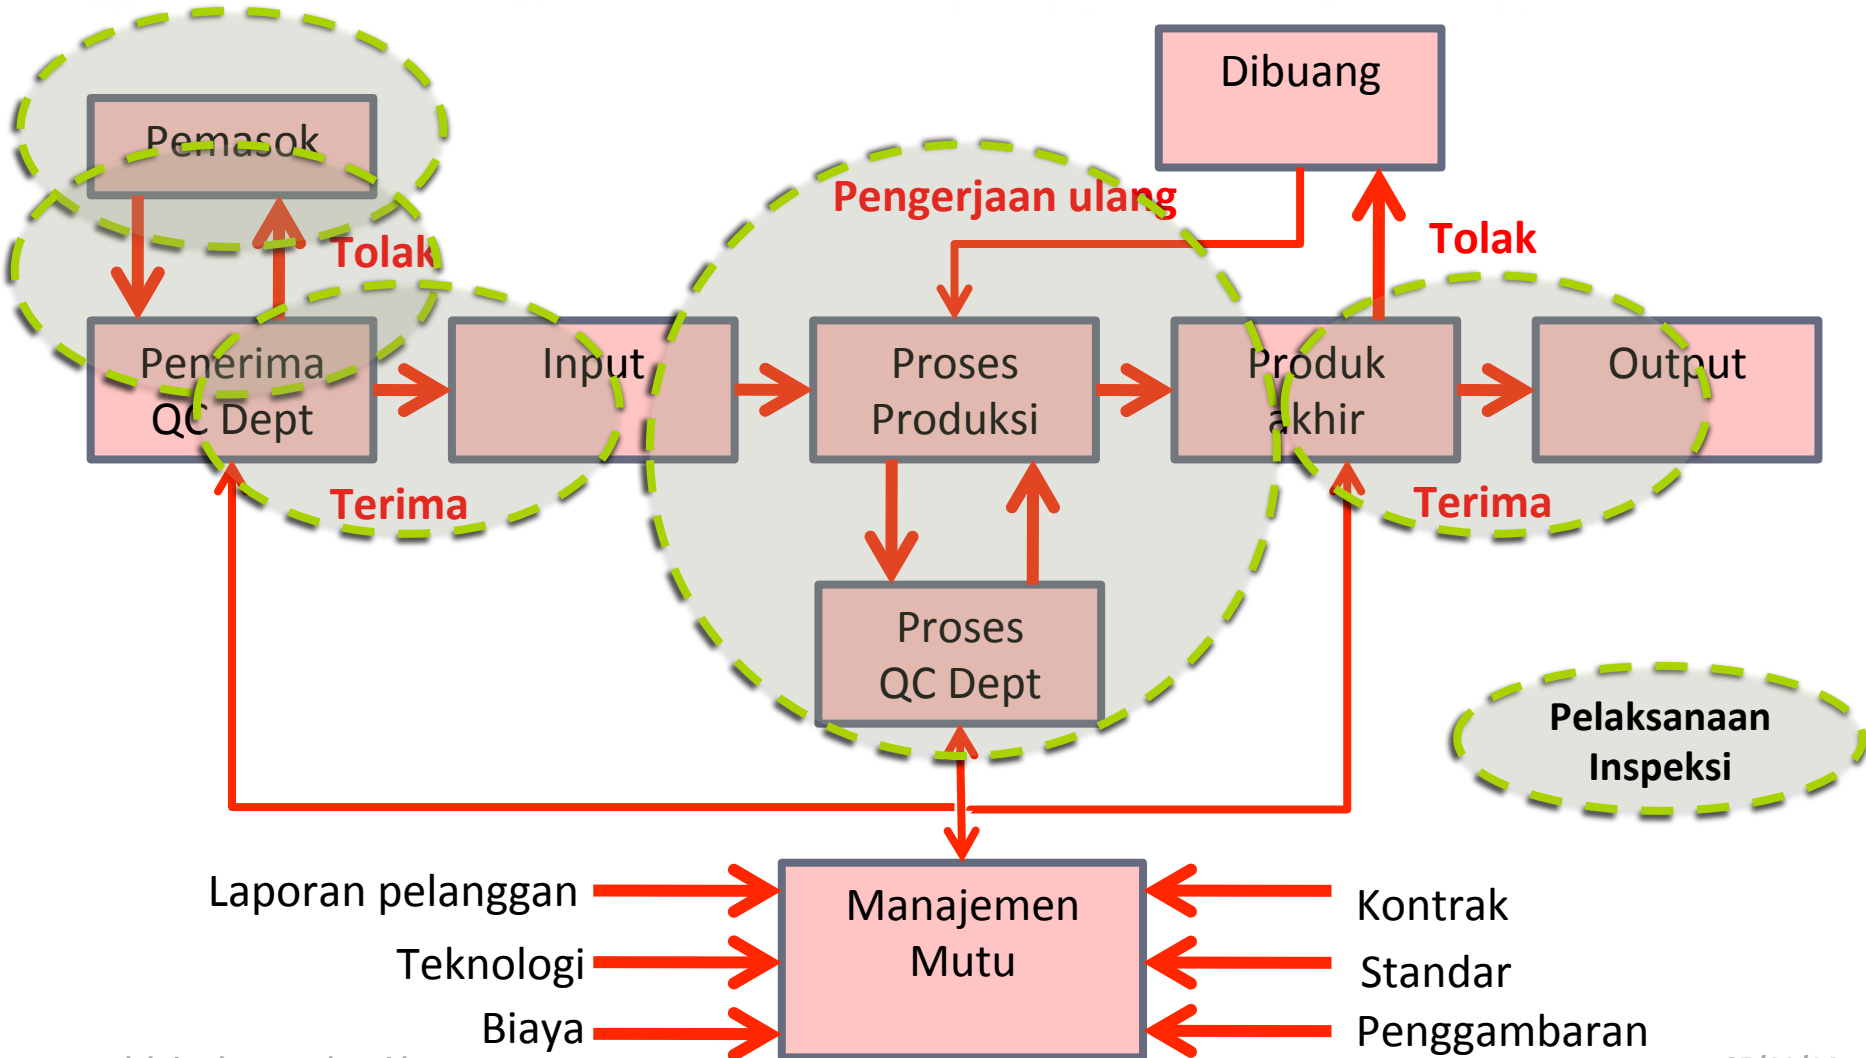 Dibuang
Pemasok
Pengerjaan ulang
Tolak
Tolak
Penerima
QC Dept
Input
Proses
Produksi
Produk
akhir
Output
Terima
Terima
Proses
QC Dept
Pelaksanaan
Inspeksi
Laporan pelanggan
Teknologi
Biaya
Manajemen
Mutu
Kontrak
Standar
Penggambaran